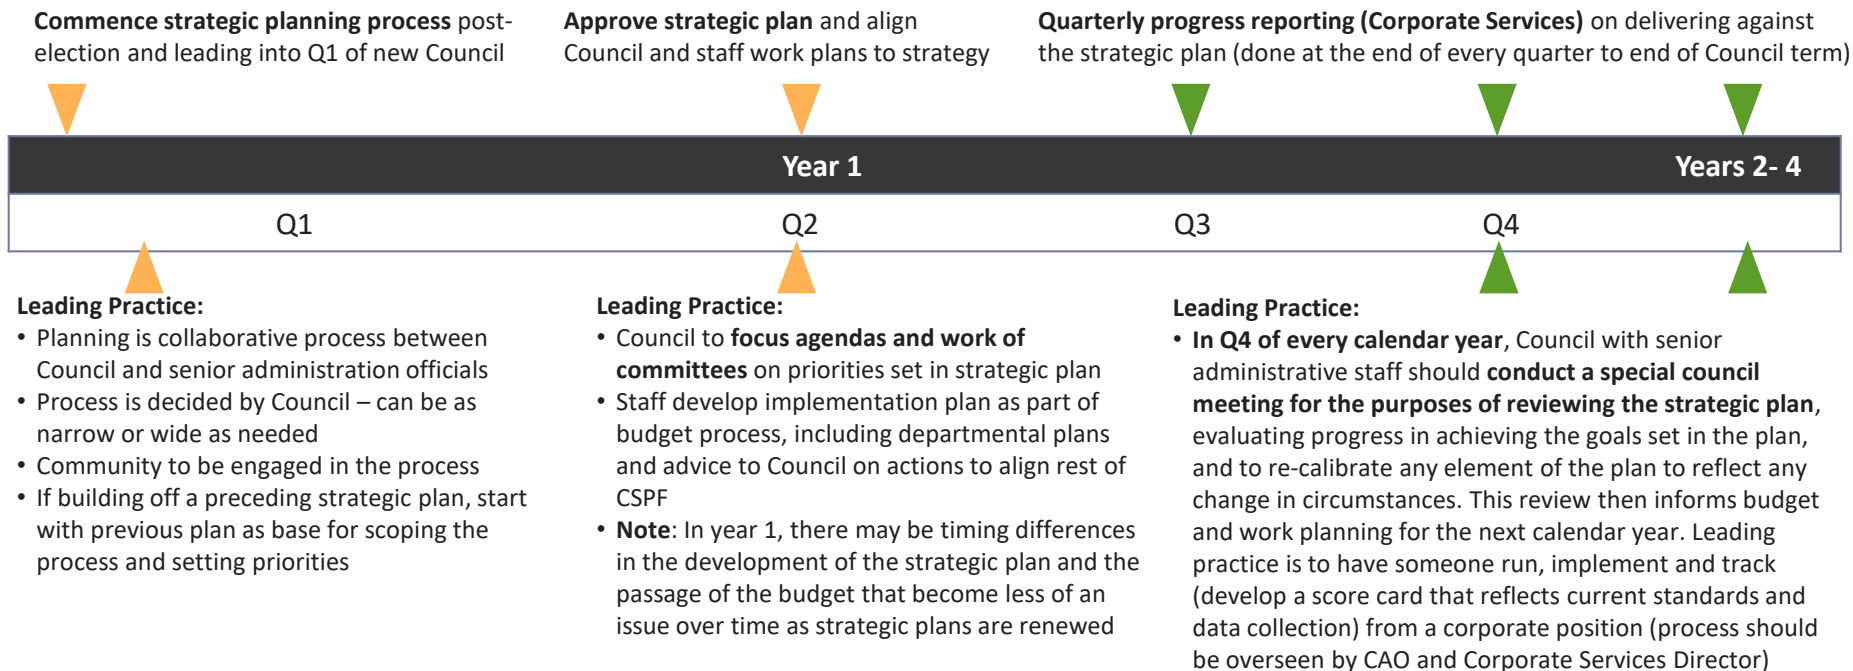 Commence strategic planning process post-
election and leading into Q1 of new Council
Approve strategic plan and align
Council and staff work plans to strategy
Quarterly progress reporting (Corporate Services) on delivering against
the strategic plan (done at the end of every quarter to end of Council term)
Year 1
Years 2- 4
Q1
Q2
Q3
Q4
Leading Practice:
• Planning is collaborative process between
Council and senior administration officials
• Process is decided by Council – can be as
narrow or wide as needed
• Community to be engaged in the process
• If building off a preceding strategic plan, start
with previous plan as base for scoping the
process and setting priorities
Leading Practice:
• Council to focus agendas and work of
committees on priorities set in strategic plan
• Staff develop implementation plan as part of
budget process, including departmental plans
and advice to Council on actions to align rest of
CSPF
• Note: In year 1, there may be timing differences
in the development of the strategic plan and the
passage of the budget that become less of an
issue over time as strategic plans are renewed
Leading Practice:
• In Q4 of every calendar year, Council with senior
administrative staff should conduct a special council
meeting for the purposes of reviewing the strategic plan,
evaluating progress in achieving the goals set in the plan,
and to re-calibrate any element of the plan to reflect any
change in circumstances. This review then informs budget
and work planning for the next calendar year. Leading
practice is to have someone run, implement and track
(develop a score card that reflects current standards and
data collection) from a corporate position (process should
be overseen by CAO and Corporate Services Director)